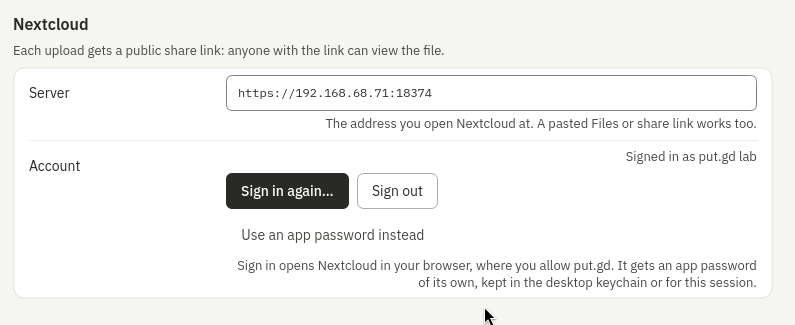 Nextcloud
Each upload gets a public share link: anyone with the link can view the file.
Server
https://192.168.68.71:18374
The address you open Nextcloud at. A pasted Files or share link works too.
Account
Signed in as put.gd lab
Sign in again...
Sign out
Use an app password instead
Sign in opens Nextcloud in your browser, where you allow put.gd. It gets an app password
of its own, kept in the desktop keychain or for this session.